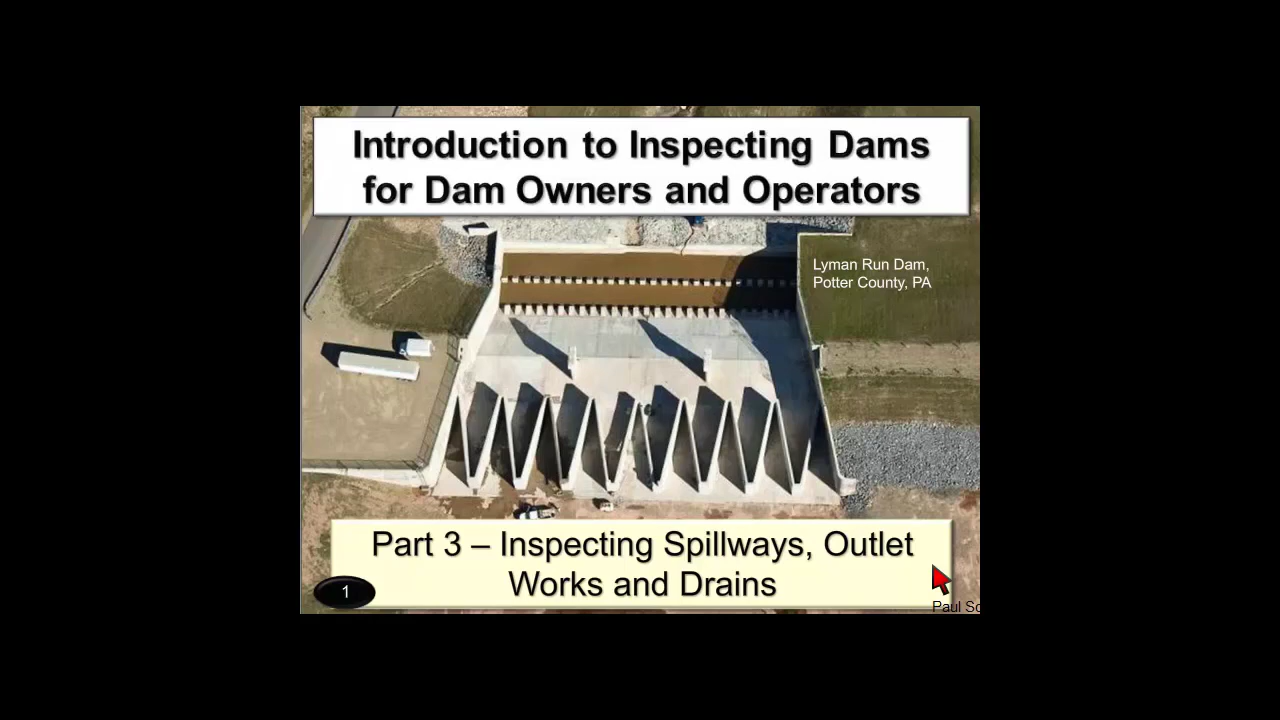 Introduction to Inspecting Dams
for Dam Owners and Operators
Lyman Run Dam,
Potter County, PA
Part 3 – Inspecting Spillways, Outlet
Works and Drains
1
Paul